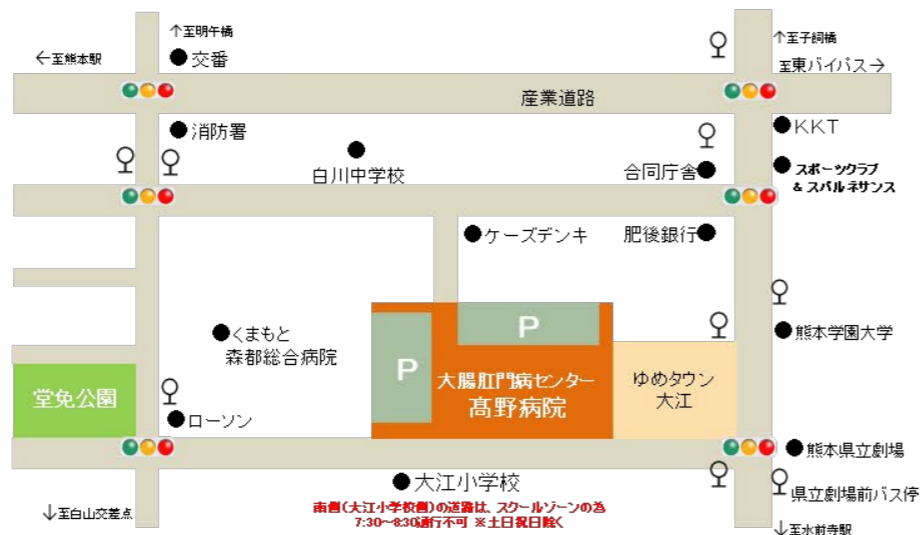 ↑至明午橋
↑至子飼橋
←至熊本駅
交番
至東バイパス→
産業道路
消防署
KKT
白川中学校
合同庁舎
スポーツクラブ
& スパルネサンス
ケーズデンキ
肥後銀行
P
P
くまもと
森都総合病院
熊本学園大学
大腸肛門病センター
髙野病院
ゆめタウン
大江
堂免公園
ローソン
熊本県立劇場
大江小学校
県立劇場前バス停
南側(大江小学校側)の道路は、スクールゾーンの為
7:30~8:30通行不可 ※土日祝日除く
↓至白山交差点
↓至水前寺駅